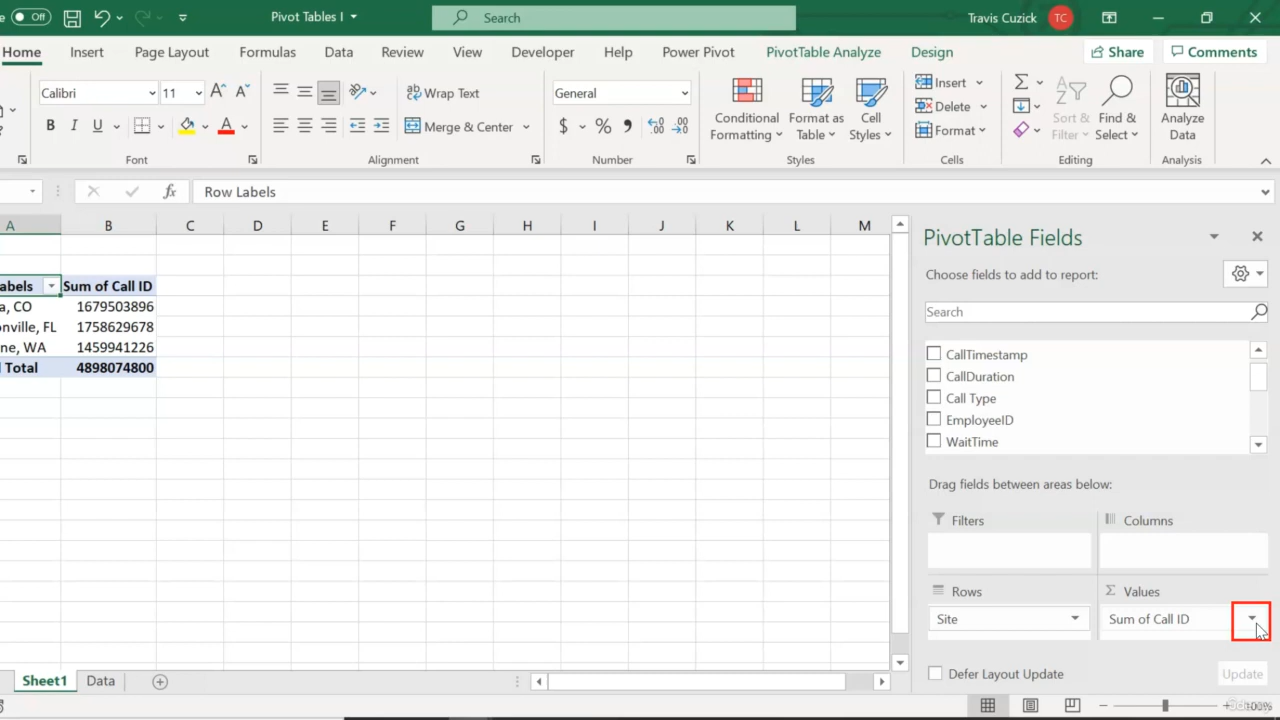 e Off Pivot Tables I Search Travis Cuzick TC
Home Insert Page Layout Formulas Data Review View Developer Help Power Pivot PivotTable Analyze Design Share Comments
Calibri 11 A A ab Wrap Text General Insert Σ A Z
B I U A Merge & Center $ % , Conditional Formatting Format as Table Cell Styles Delete Format Sort & Filter Find & Select Analyze Data
Font Alignment Number Styles Cells Editing Analysis
fx Row Labels
A B C D E F G H I J K L M
abels Sum of Call ID
a, CO 1679503896
onville, FL 1758629678
ne, WA 1459941226
l Total 4898074800
PivotTable Fields
Choose fields to add to report:
Search
CallTimestamp
CallDuration
Call Type
EmployeeID
WaitTime
Drag fields between areas below:
Filters Columns
Rows Σ Values
Site Sum of Call ID
Defer Layout Update Update
Sheet1 Data